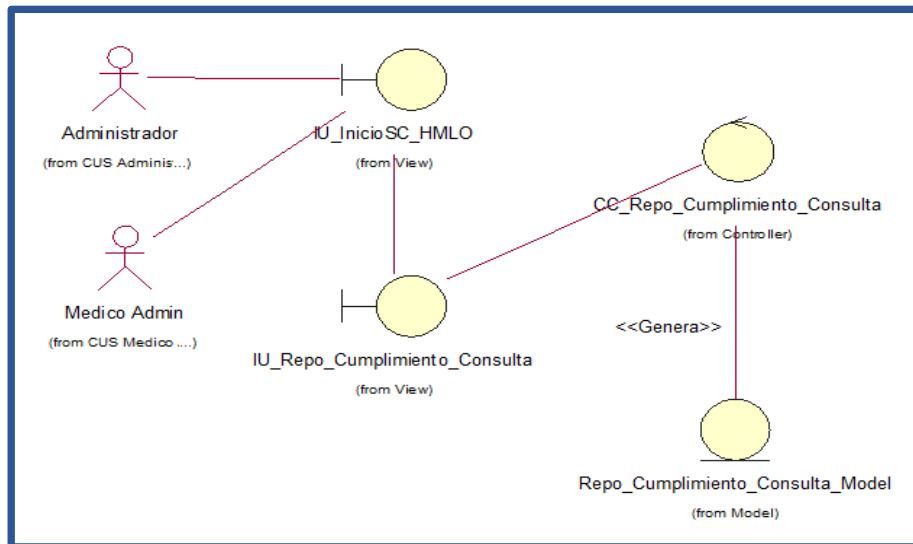 Administrador
(from CUS Adminis...)
IU_InicioSC_HMLO
(from View)
CC_Repo_Cumplimiento_Consulta
(from Controller)
Medico Admin
(from CUS Medico ....)
IU_Repo_Cumplimiento_Consulta
(from View)
<<Genera>>
Repo_Cumplimiento_Consulta_Model
(from Model)